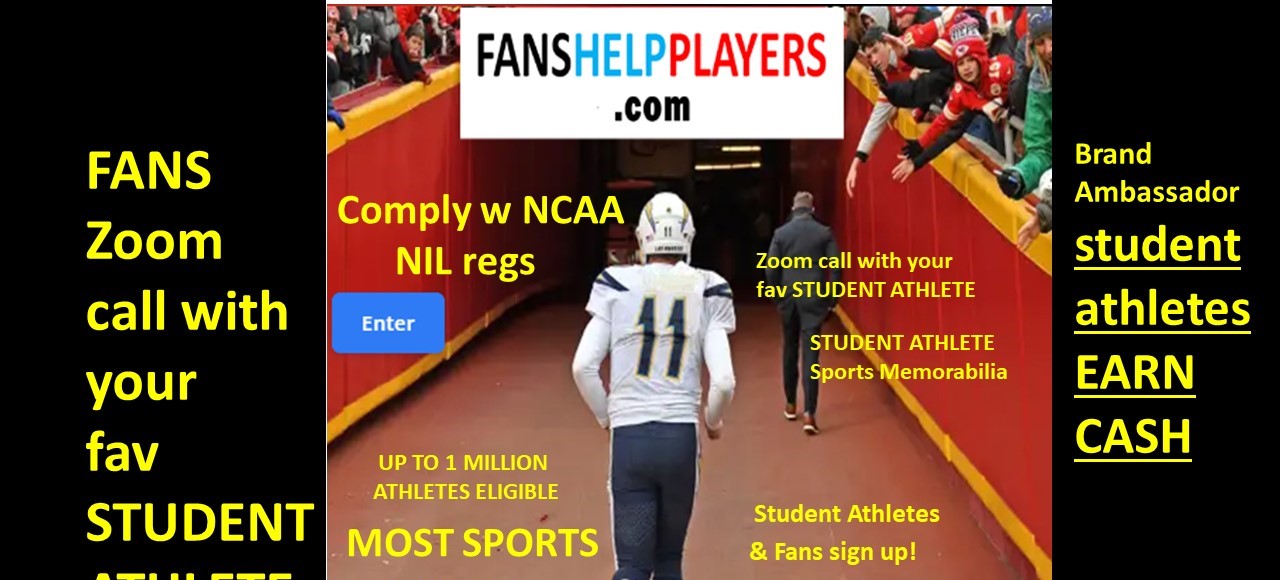 FANS
Zoom
call with
your
fav
STUDENT
ATHLETE
FANSHELPPLAYERS
.com
Comply w NCAA
NIL regs
Enter
11
11
Zoom call with your
fav STUDENT ATHLETE
STUDENT ATHLETE
Sports Memorabilia
UP TO 1 MILLION
ATHLETES ELIGIBLE
MOST SPORTS
Student Athletes
& Fans sign up!
Brand
Ambassador
student
athletes
EARN
CASH